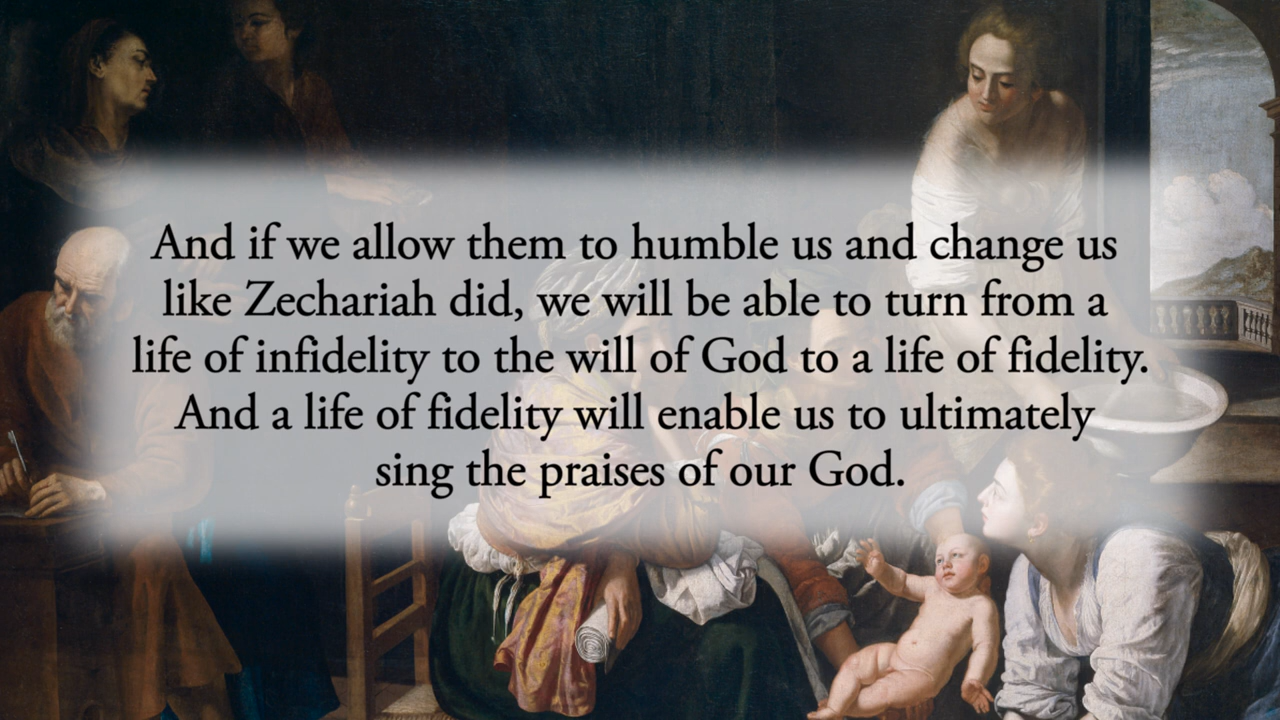 And if we allow them to humble us and change us
like Zechariah did, we will be able to turn from a
life of infidelity to the will of God to a life of fidelity.
And a life of fidelity will enable us to ultimately
sing the praises of our God.